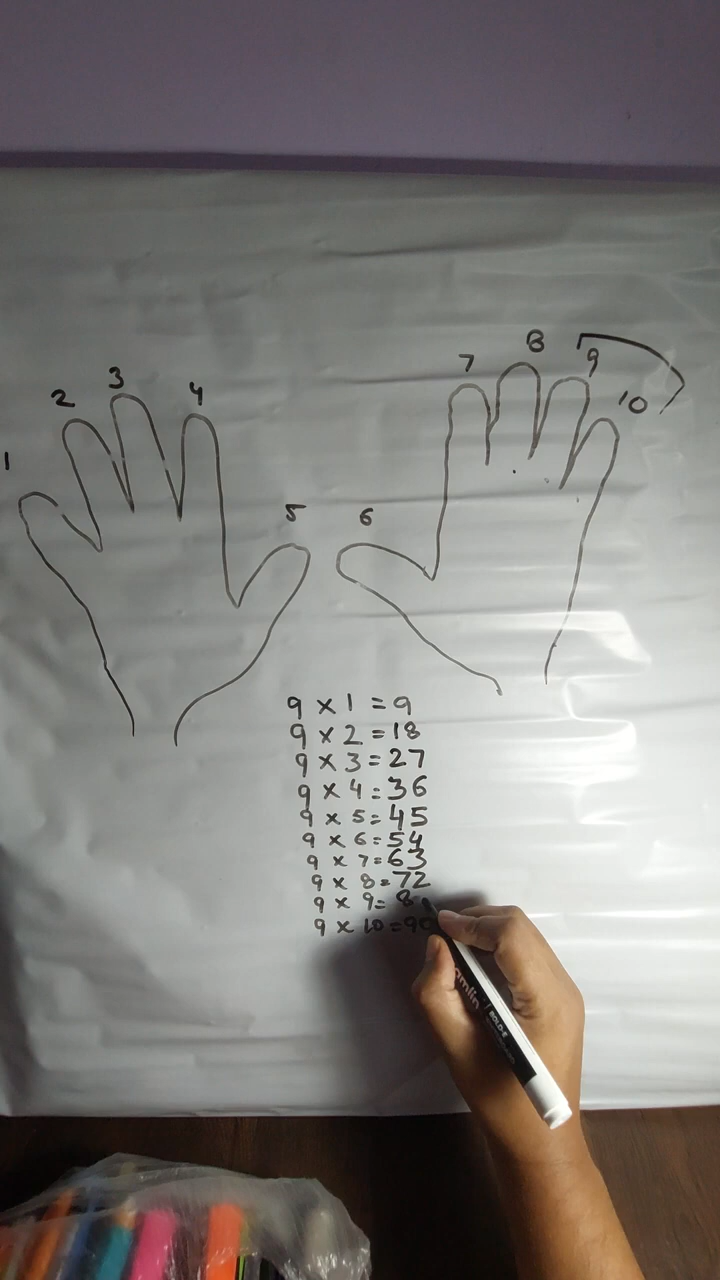 1 2 3 4 5 6 7 8 9 10
9 × 1 = 9
9 × 2 = 18
9 × 3 = 27
9 × 4 = 36
9 × 5 = 45
9 × 6 = 54
9 × 7 = 63
9 × 8 = 72
9 × 9 = 8
9 × 10 = 90